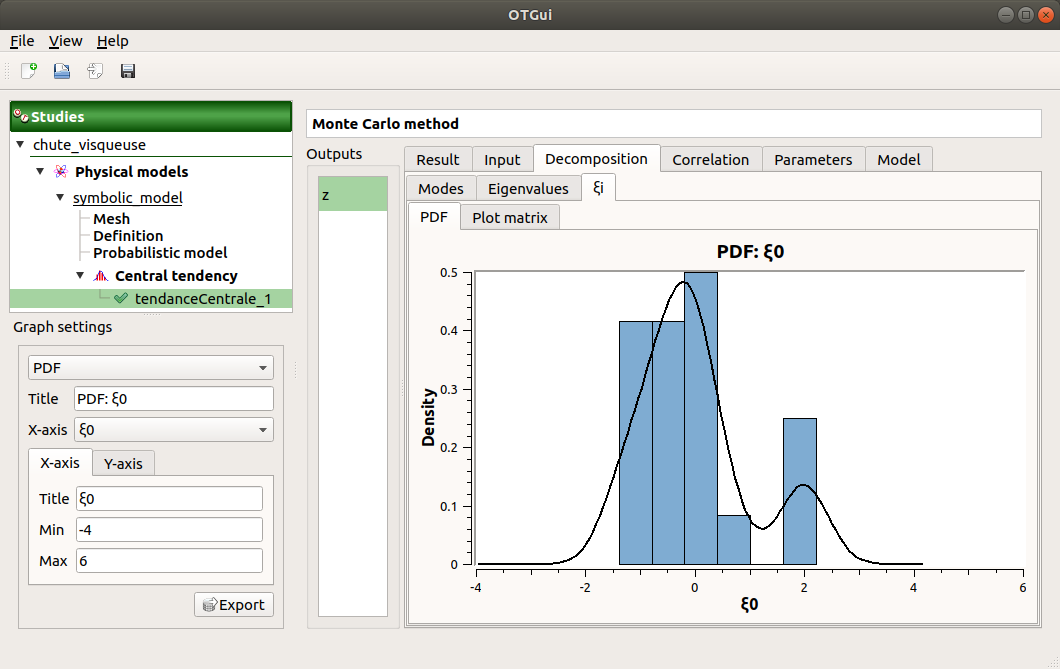 OTGui
File View Help
Studies
chute_visqueuse
Physical models
symbolic_model
Mesh
Definition
Probabilistic model
Central tendency
tendanceCentrale_1
Graph settings
PDF
Title PDF: ξ0
X-axis ξ0
X-axis Y-axis
Title ξ0
Min -4
Max 6
Export
Monte Carlo method
Outputs
z
Result Input Decomposition Correlation Parameters Model
Modes Eigenvalues ξi
PDF Plot matrix
PDF: ξ0
Density
0.5
0.4
0.3
0.2
0.1
0
-4 -2 0 2 4 6
ξ0